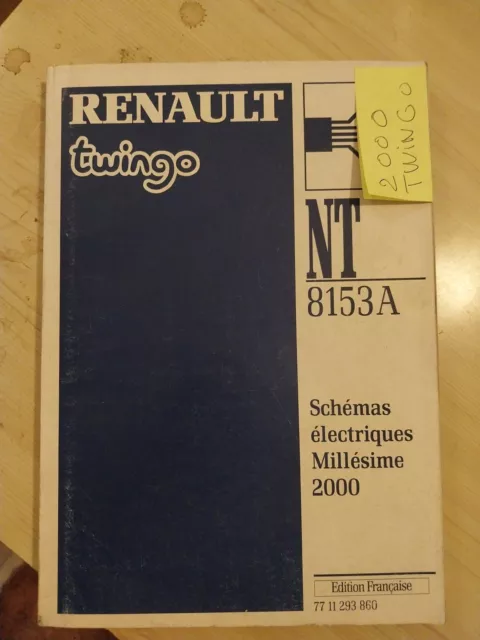 RENAULT
twingo
2000
TWINGO
NT
8153A
Schémas
électriques
Millésime
2000
Edition Française
77 11 293 860